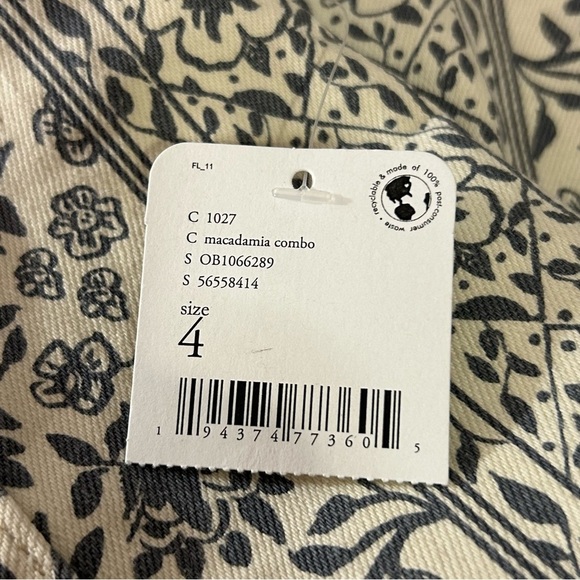 FL_11
recyclable & made of 100% post-consumer waste •
C 1027
C macadamia combo
S OB1066289
S 56558414
size
4
1 94374 77360 5